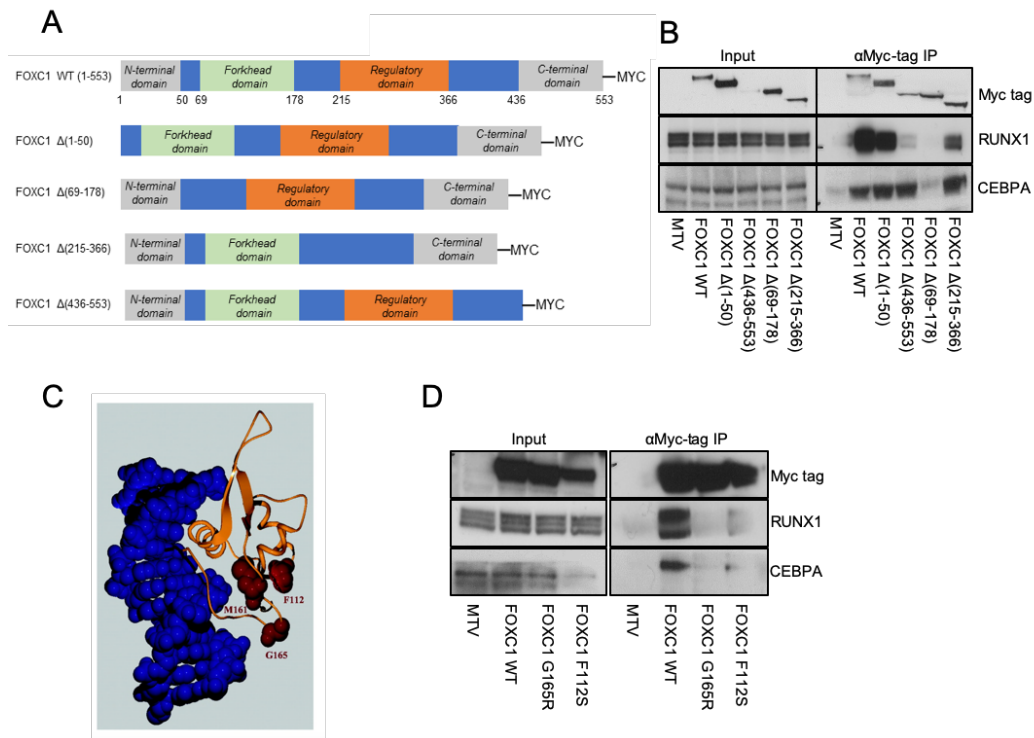 A
FOXC1 WT (1-553)
N-terminal
domain
Forkhead
domain
Regulatory
domain
C-terminal
domain
MYC
1 50 69 178 215 366 436 553
FOXC1 Δ(1-50)
Forkhead
domain
Regulatory
domain
C-terminal
domain
MYC
FOXC1 Δ(69-178)
N-terminal
domain
Regulatory
domain
C-terminal
domain
MYC
FOXC1 Δ(215-366)
N-terminal
domain
Forkhead
domain
C-terminal
domain
MYC
FOXC1 Δ(436-553)
N-terminal
domain
Forkhead
domain
Regulatory
domain
MYC
B
Input
αMyc-tag IP
Myc tag
RUNX1
CEBPA
MTV
FOXC1 WT
FOXC1 Δ(1-50)
FOXC1 Δ(436-553)
FOXC1 Δ(69-178)
FOXC1 Δ(215-366)
MTV
FOXC1 WT
FOXC1 Δ(1-50)
FOXC1 Δ(436-553)
FOXC1 Δ(69-178)
FOXC1 Δ(215-366)
C
M161
F112
G165
D
Input
αMyc-tag IP
Myc tag
RUNX1
CEBPA
MTV
FOXC1 WT
FOXC1 G165R
FOXC1 F112S
MTV
FOXC1 WT
FOXC1 G165R
FOXC1 F112S